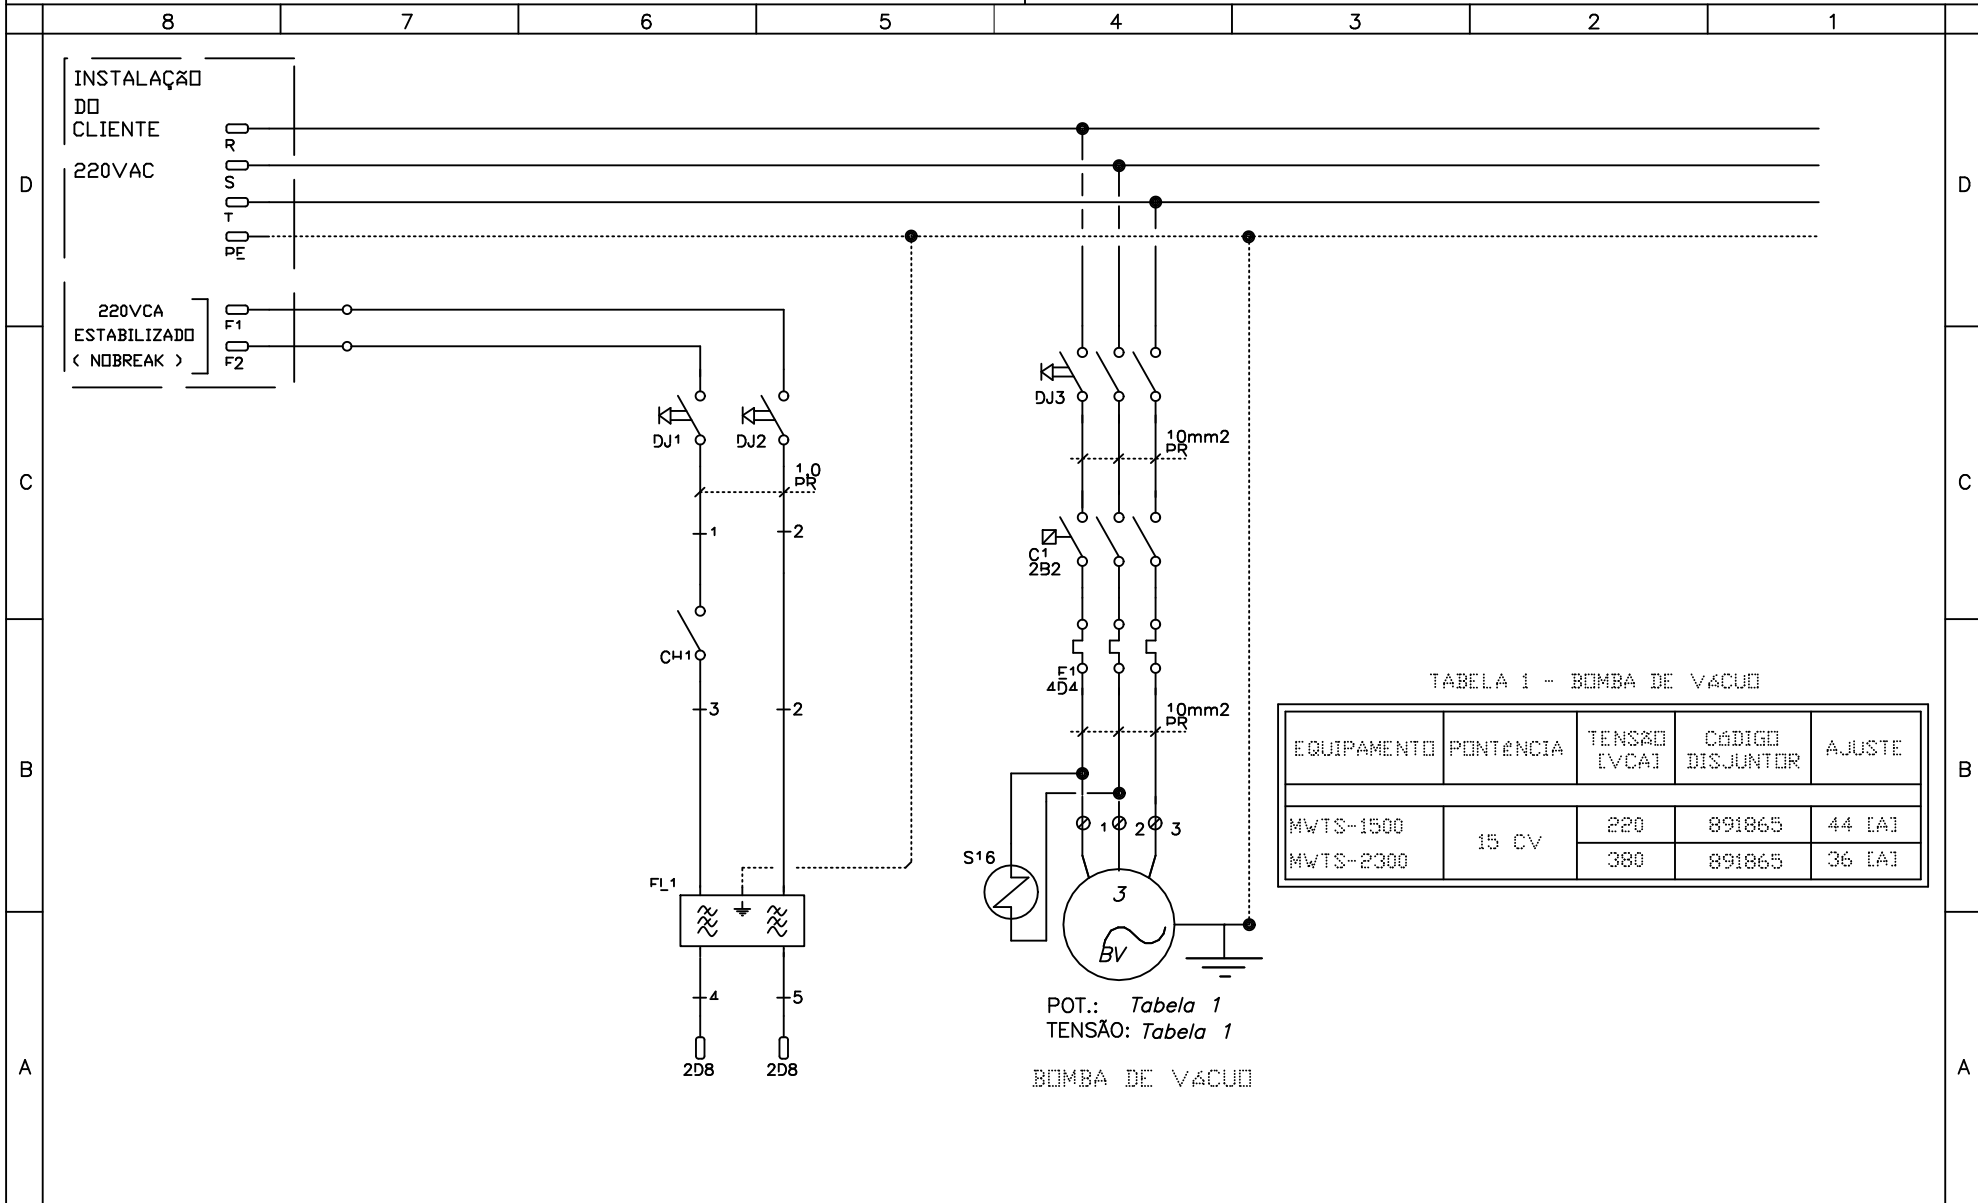 8 7 6 5 4 3 2 1
INSTALAÇÃO
DO
CLIENTE
R
220VAC
S
D
D
T
PE
220VCA
ESTABILIZADO
( NOBREAK )
F1
F2
DJ3
DJ1
DJ2
10mm2
PR
1,0
PR
C
C
1
2
C1
2B2
CH1
F1
4D4
3
2
10mm2
PR
TABELA 1 - BOMBA DE VÁCUO
EQUIPAMENTO PONTÊNCIA TENSÃO [VCA] CÓDIGO DISJUNTOR AJUSTE
B
B
MWTS-1500 15 CV 220 891865 44 [A]
MWTS-2300 380 891865 36 [A]
1 2 3
S16
FL1
3
BV
4
5
POT.: Tabela 1
TENSÃO: Tabela 1
2D8
2D8
BOMBA DE VÁCUO
A
A